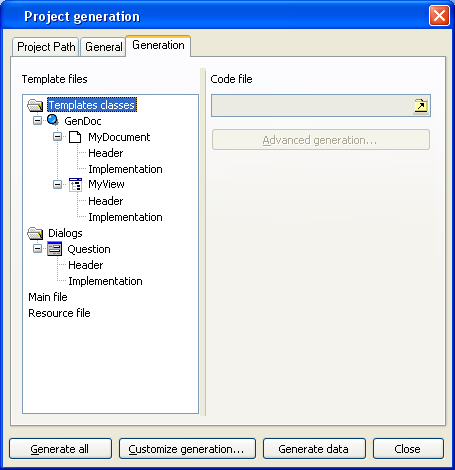 Project generation
Project Path General Generation
Template files
Code file
Templates classes
GenDoc
MyDocument
Header
Implementation
MyView
Header
Implementation
Dialogs
Question
Header
Implementation
Main file
Resource file
Advanced generation...
Generate all Customize generation... Generate data Close